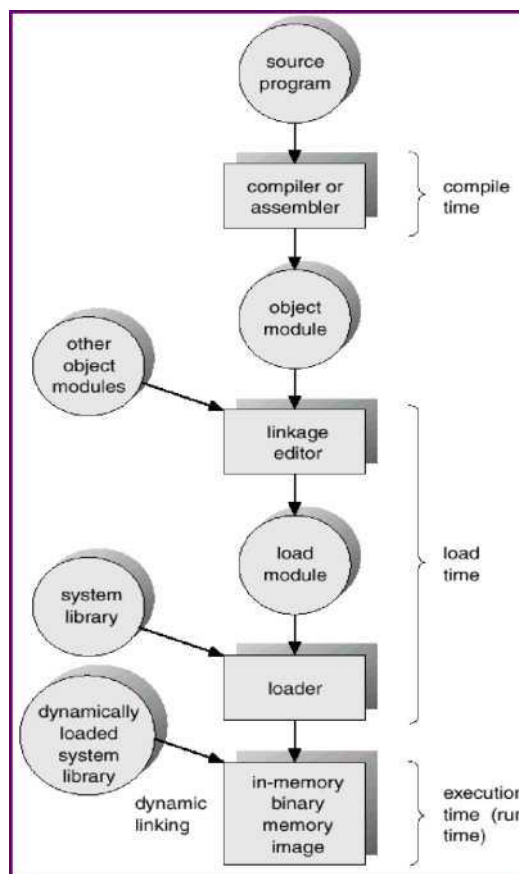 source
program
compiler or
assembler
compile
time
object
module
other
object
modules
linkage
editor
load
module
load
time
system
library
loader
dynamically
loaded
system
library
dynamic
linking
in-memory
binary
memory
image
execution
time (run
time)